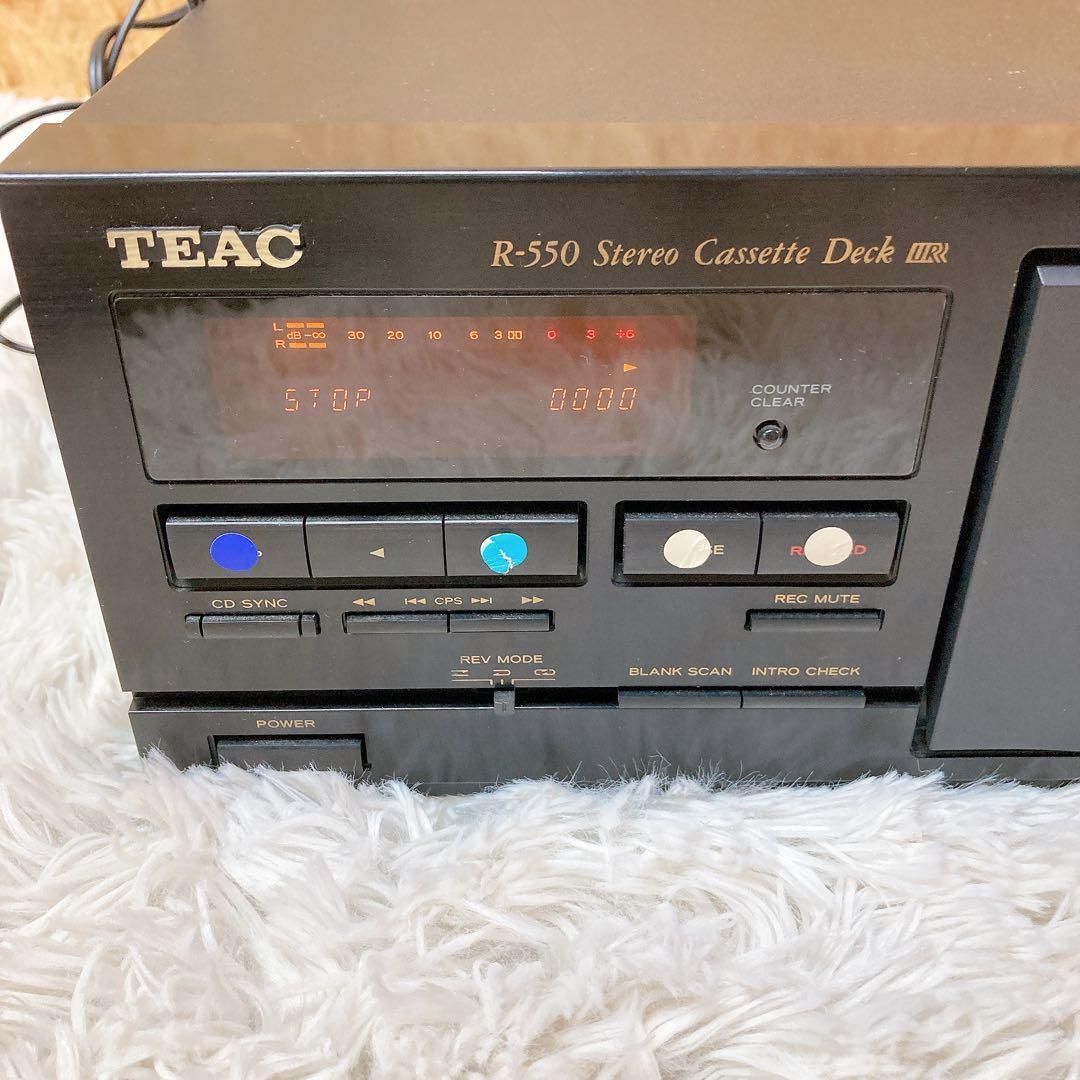 TEAC
R-550 Stereo Cassette Deck
L
dB -∞ 30 20 10 6 3 0 3 +6
R
STOP 0000
COUNTER
CLEAR
CD SYNC
CPS
REC MUTE
REV MODE
BLANK SCAN INTRO CHECK
POWER